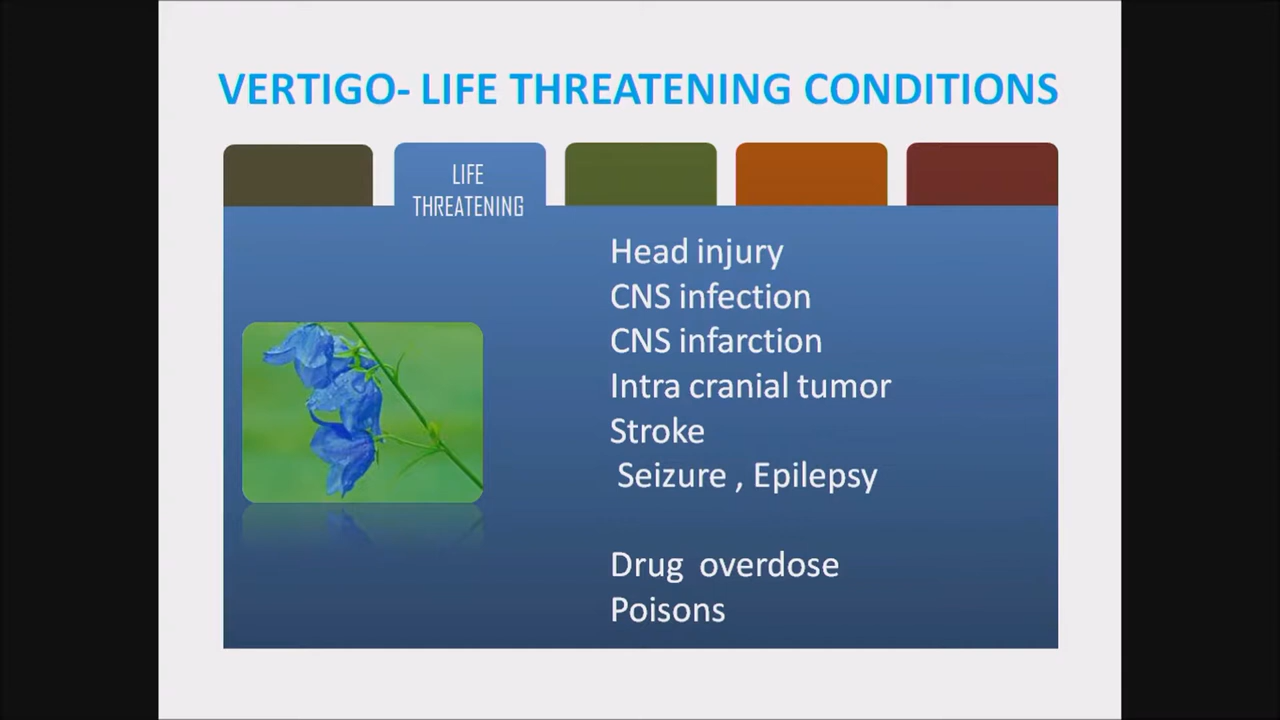 VERTIGO- LIFE THREATENING CONDITIONS
LIFE
THREATENING
Head injury
CNS infection
CNS infarction
Intra cranial tumor
Stroke
Seizure , Epilepsy
Drug overdose
Poisons